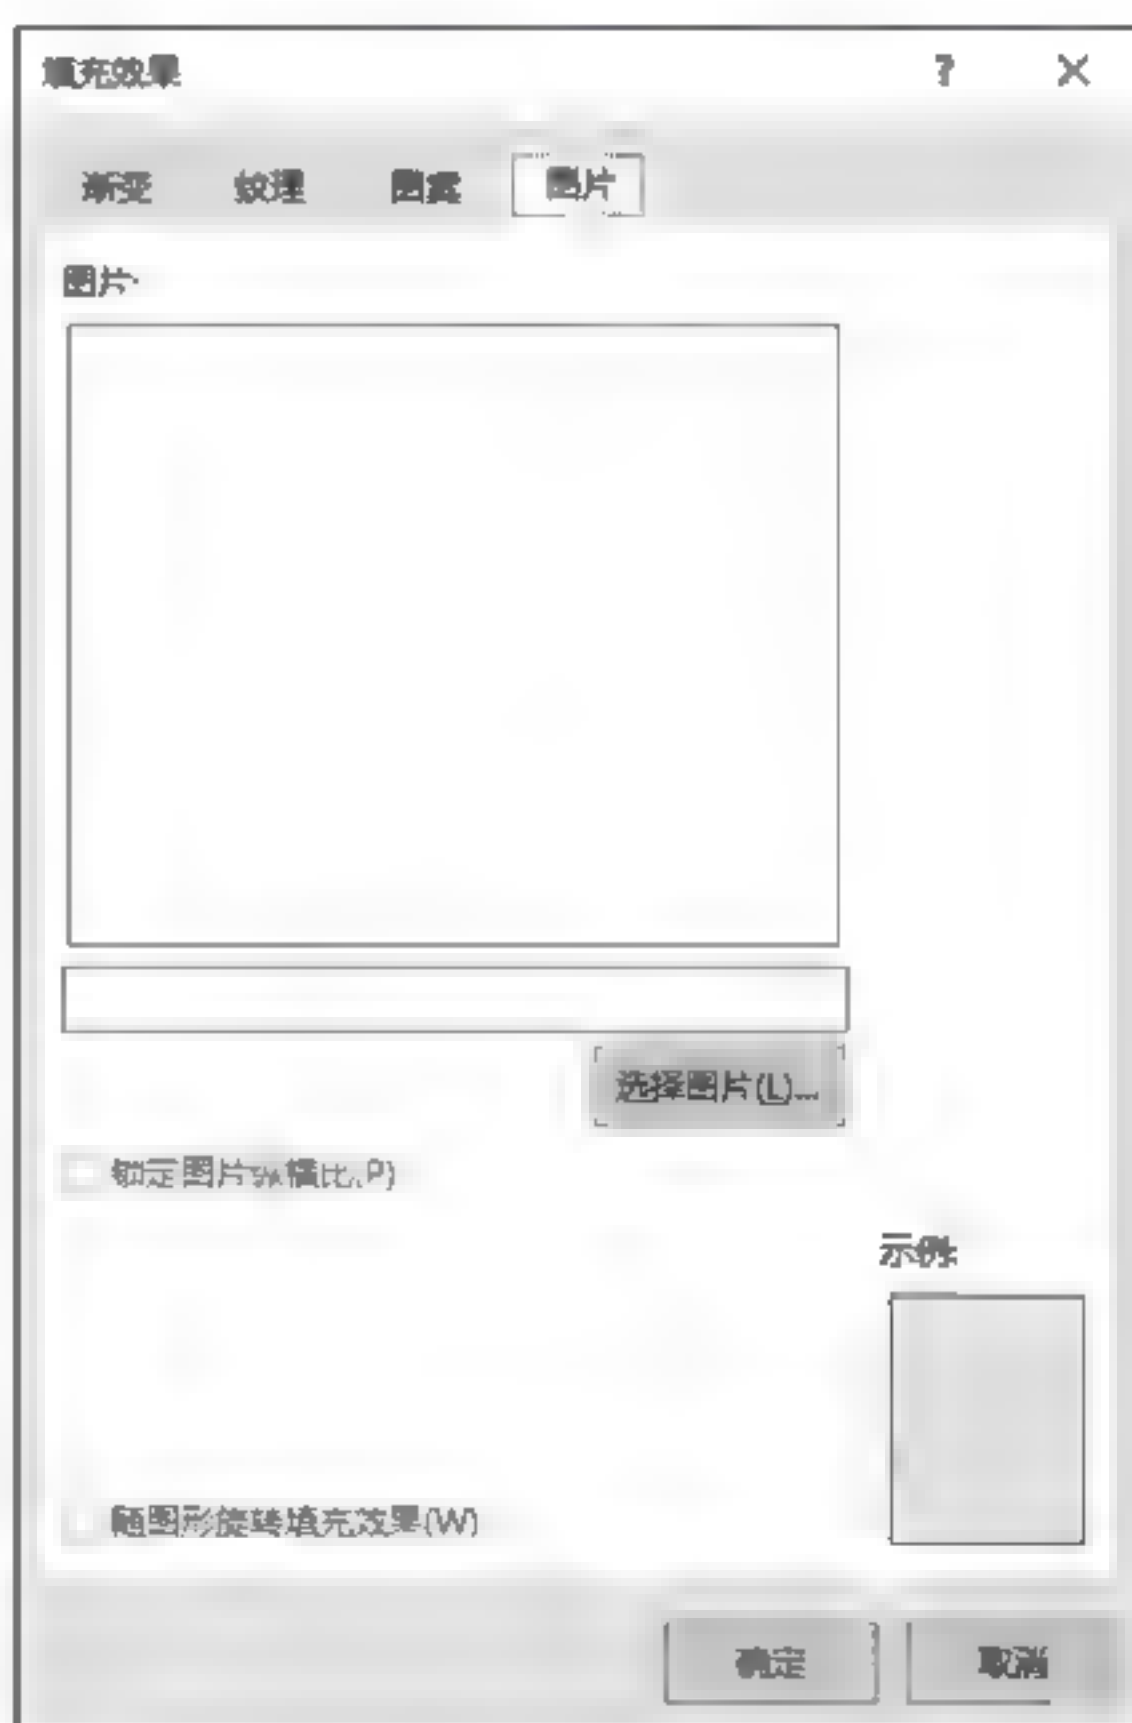 填充效果
渐变 纹理 图案 图片
图片:
选择图片(L)...
锁定图片纵横比(P)
示例:
随图形旋转填充效果(W)
确定 取消